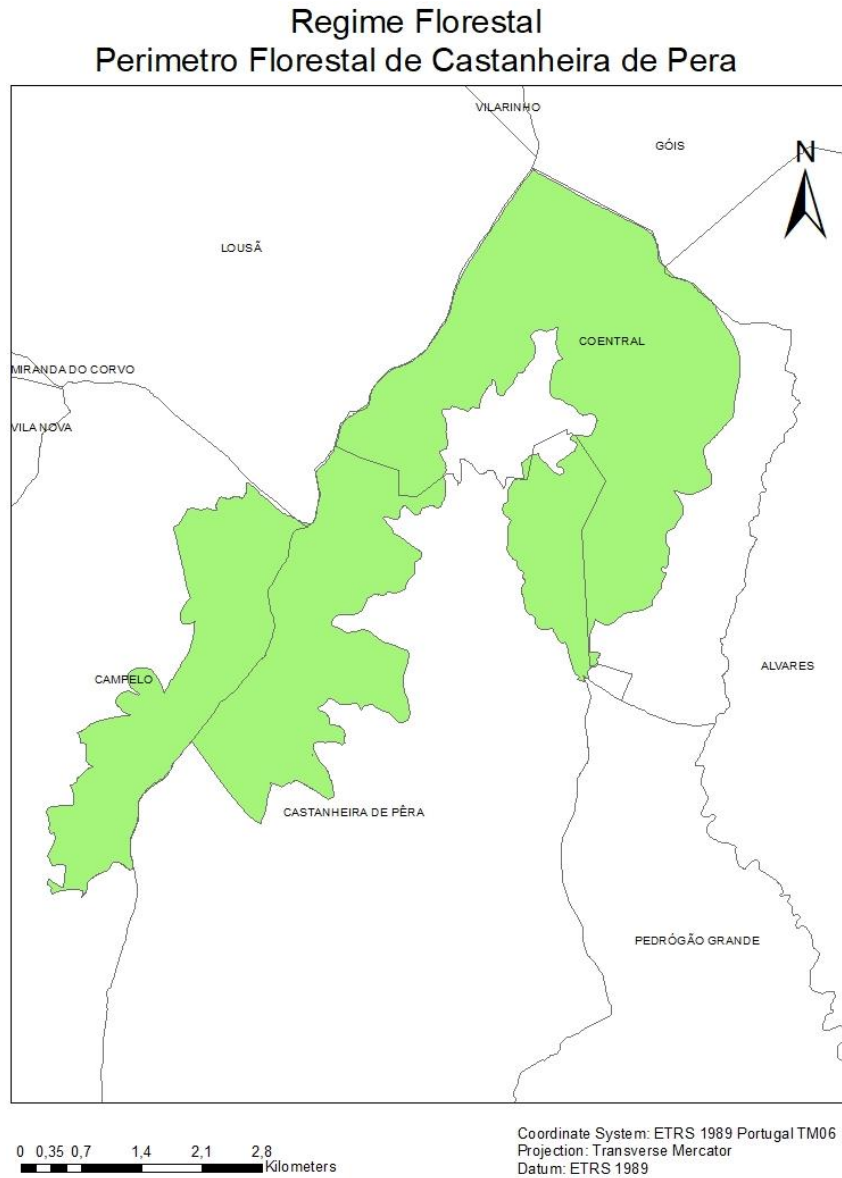 Regime Florestal
Perimetro Florestal de Castanheira de Pera
VILARINHO
GÓIS
N
LOUSÃ
COENTRAL
MIRANDA DO CORVO
VILA NOVA
CAMPELO
ALVARES
CASTANHEIRA DE PÊRA
PEDRÓGÃO GRANDE
0 0,35 0,7 1,4 2,1 2,8
Kilometers
Coordinate System: ETRS 1989 Portugal TM06
Projection: Transverse Mercator
Datum: ETRS 1989